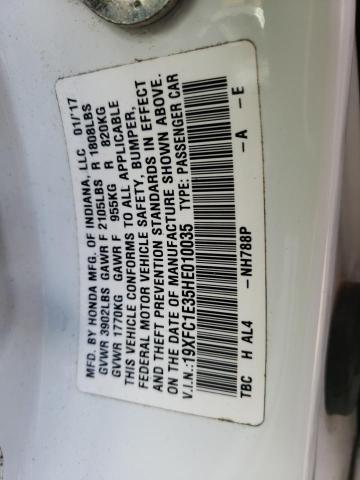 MFD. BY HONDA MFG. OF INDIANA, LLC 01/'17
GVWR 3902LBS GAWR F 2105LBS R 1808LBS
GVWR 1770KG GAWR F 955KG R 820KG
THIS VEHICLE CONFORMS TO ALL APPLICABLE
FEDERAL MOTOR VEHICLE SAFETY, BUMPER,
AND THEFT PREVENTION STANDARDS IN EFFECT
ON THE DATE OF MANUFACTURE SHOWN ABOVE.
V.I.N.:19XFC1E35HE010035 TYPE: PASSENGER CAR
TBC H AL4 -NH788P -A -E